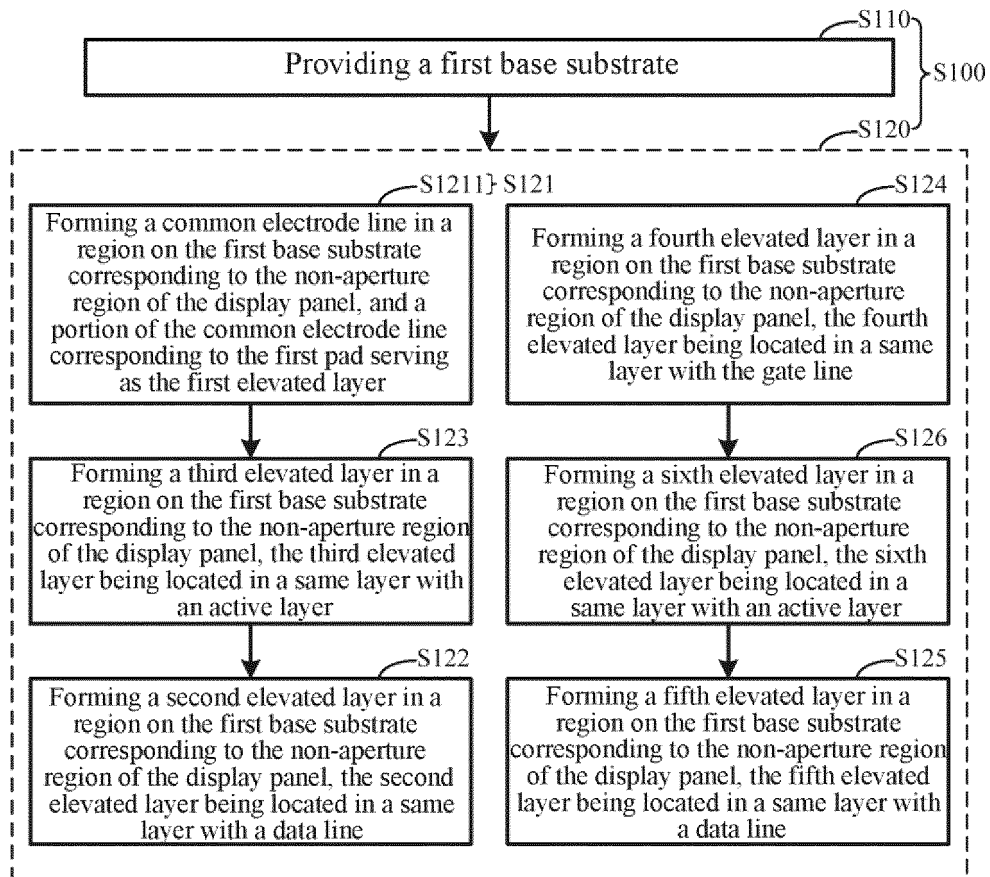 S110
Providing a first base substrate
S100
S120
S1211}S121
Forming a common electrode line in a
region on the first base substrate
corresponding to the non-aperture
region of the display panel, and a
portion of the common electrode line
corresponding to the first pad serving
as the first elevated layer
S124
Forming a fourth elevated layer in a
region on the first base substrate
corresponding to the non-aperture
region of the display panel, the fourth
elevated layer being located in a same
layer with the gate line
S123
Forming a third elevated layer in a
region on the first base substrate
corresponding to the non-aperture region
of the display panel, the third elevated
layer being located in a same layer with
an active layer
S126
Forming a sixth elevated layer in a
region on the first base substrate
corresponding to the non-aperture
region of the display panel, the sixth
elevated layer being located in a
same layer with an active layer
S122
Forming a second elevated layer in a
region on the first base substrate
corresponding to the non-aperture
region of the display panel, the second
elevated layer being located in a same
layer with a data line
S125
Forming a fifth elevated layer in a
region on the first base substrate
corresponding to the non-aperture region
of the display panel, the fifth elevated
layer being located in a same layer with
a data line